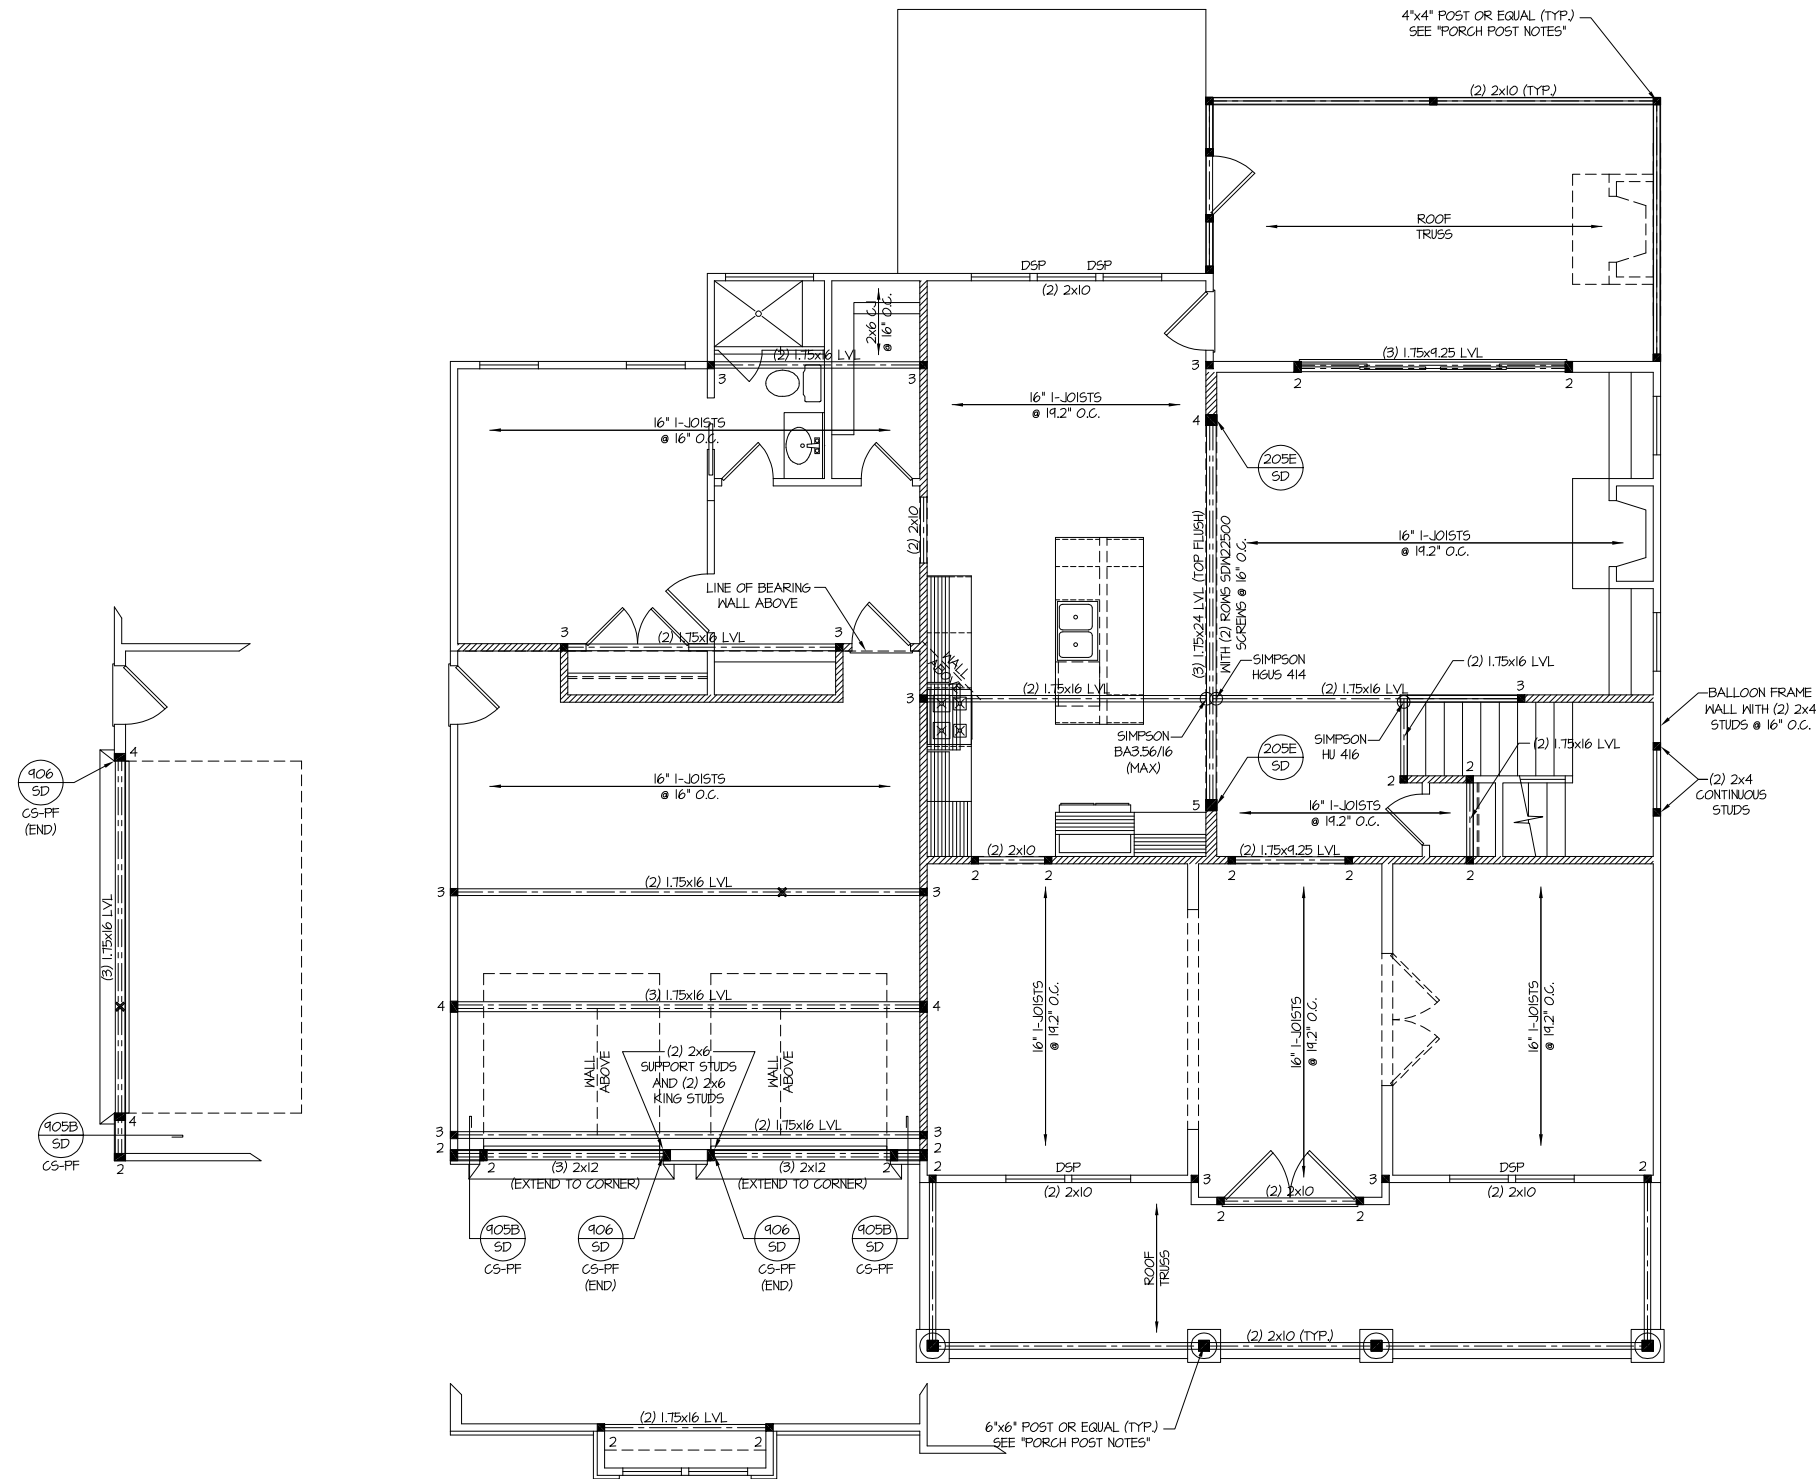 4"x4" POST OR EQUAL (TYP.)
SEE "PORCH POST NOTES"
(2) 2x10 (TYP.)
ROOF
TRUSS
DSP
DSP
(2) 2x10
2x6 C.J.
@ 16" O.C.
(2) 1.75x16 LVL
3
3
3
(3) 1.75x9.25 LVL
2
2
16" I-JOISTS
@ 19.2" O.C.
16" I-JOISTS
@ 16" O.C.
4
205E
SD
(2) 2x10
(3) 1.75x24 LVL (TOP FLUSH)
WITH (2) ROWS SDW22500
SCREWS @ 16" O.C.
16" I-JOISTS
@ 19.2" O.C.
LINE OF BEARING
WALL ABOVE
3
(2) 1.75x16 LVL
3
WALL
ABOVE
SIMPSON
HGUS 414
(2) 1.75x16 LVL
3
(2) 1.75x16 LVL
(2) 1.75x16 LVL
3
BALLOON FRAME
WALL WITH (2) 2x4
STUDS @ 16" O.C.
SIMPSON
BA3.56/16
(MAX)
SIMPSON
HU 416
(2) 1.75x16 LVL
205E
SD
2
2
(2) 2x4
CONTINUOUS
STUDS
4
906
SD
CS-PF
(END)
16" I-JOISTS
@ 16" O.C.
5
16" I-JOISTS
@ 19.2" O.C.
(2) 2x10
2
2
(2) 1.75x9.25 LVL
2
2
2
3
(2) 1.75x16 LVL
3
(3) 1.75x16 LVL
4
(3) 1.75x16 LVL
4
16" I-JOISTS
@ 19.2" O.C.
16" I-JOISTS
@ 19.2" O.C.
16" I-JOISTS
@ 19.2" O.C.
WALL
ABOVE
(2) 2x6
SUPPORT STUDS
AND (2) 2x6
KING STUDS
WALL
ABOVE
4
905B
SD
CS-PF
2
3
(2) 1.75x16 LVL
3
2
2
2
2
(3) 2x12
(EXTEND TO CORNER)
(3) 2x12
(EXTEND TO CORNER)
2
DSP
(2) 2x10
3
(2) 2x10
2
2
3
DSP
(2) 2x10
2
905B
SD
CS-PF
906
SD
CS-PF
(END)
906
SD
CS-PF
(END)
905B
SD
CS-PF
ROOF
TRUSS
(2) 2x10 (TYP.)
(2) 1.75x16 LVL
2
2
6"x6" POST OR EQUAL (TYP.)
SEE "PORCH POST NOTES"